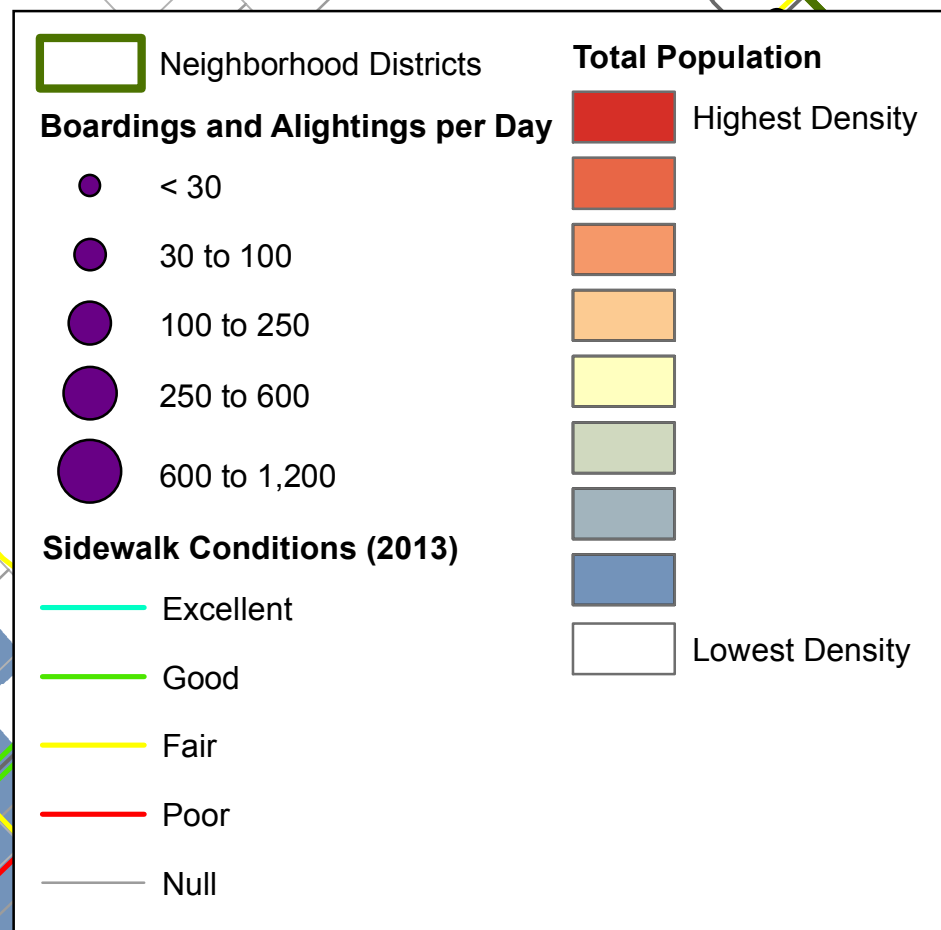 Neighborhood Districts
Boardings and Alightings per Day
< 30
30 to 100
100 to 250
250 to 600
600 to 1,200
Sidewalk Conditions (2013)
Excellent
Good
Fair
Poor
Null
Total Population
Highest Density
Lowest Density